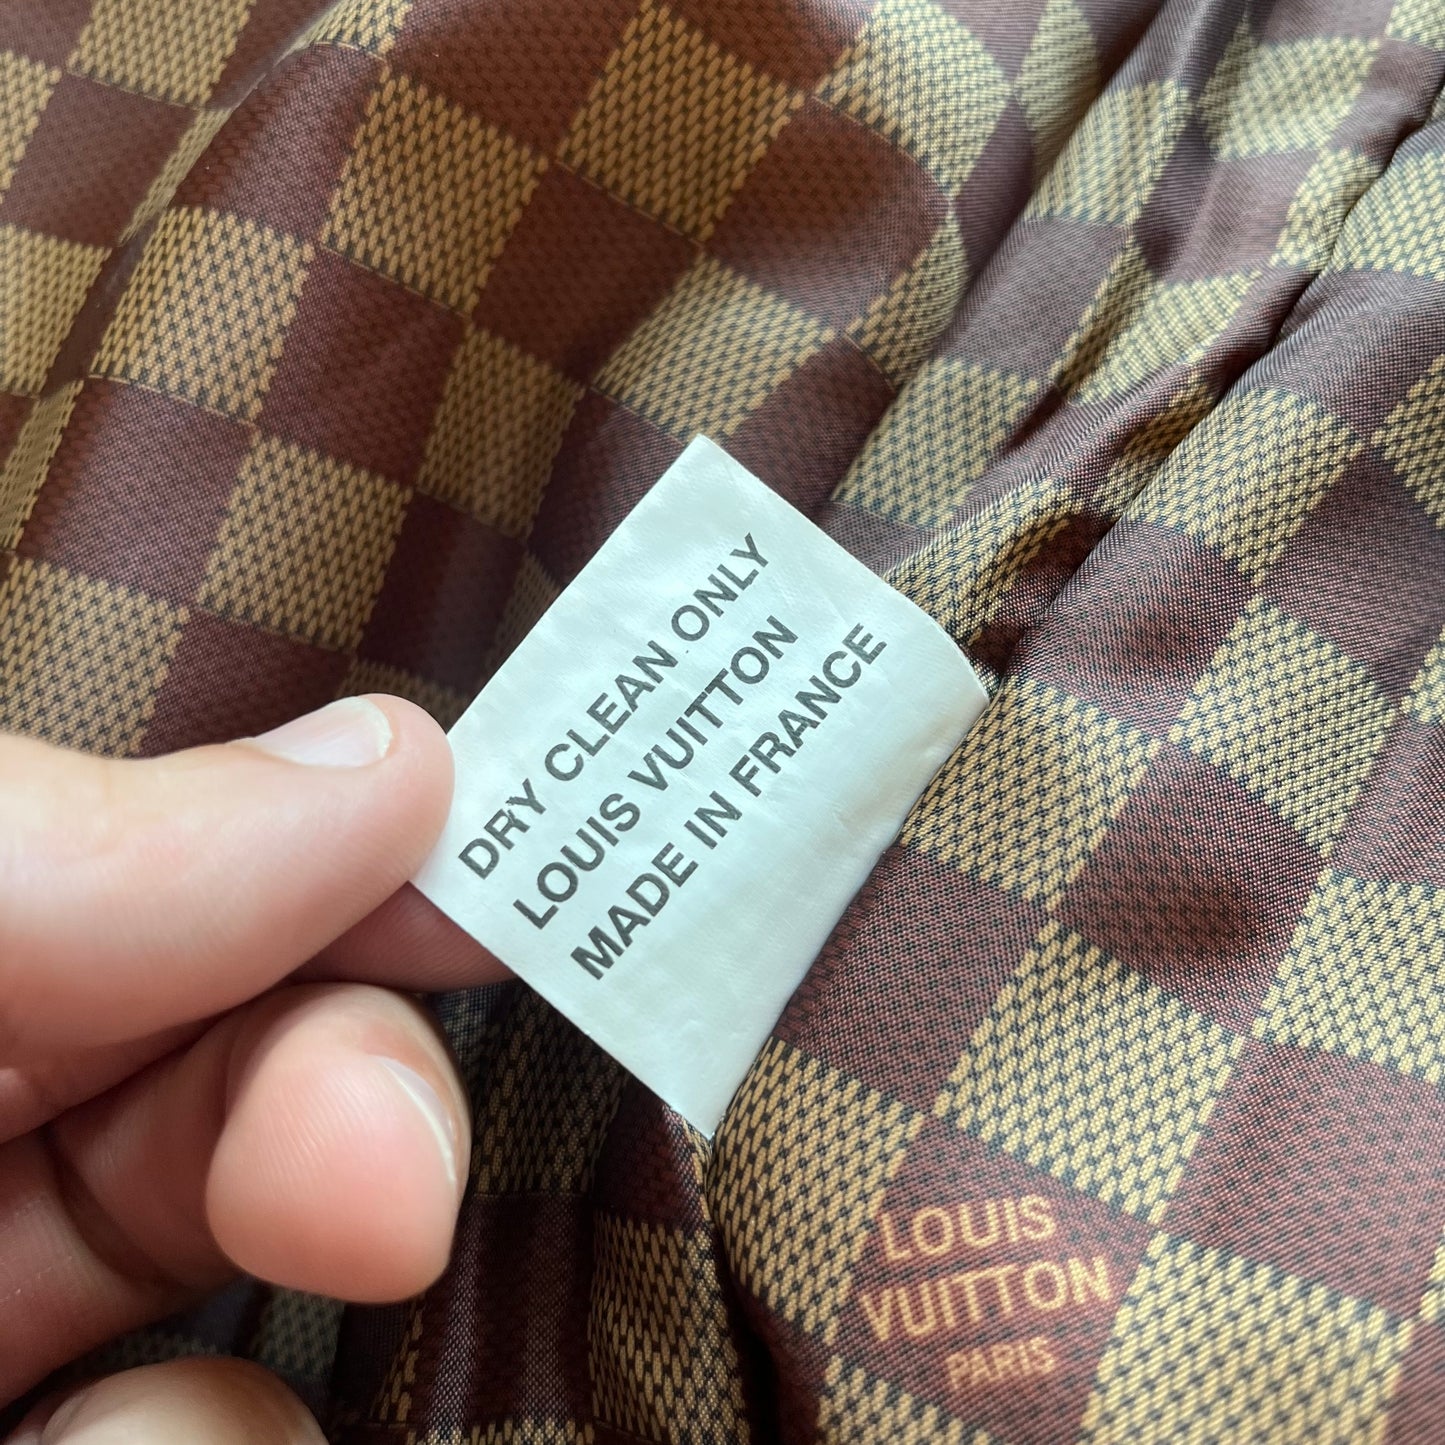 DRY CLEAN ONLY
LOUIS VUITTON
MADE IN FRANCE
LOUIS
VUITTON
PARIS